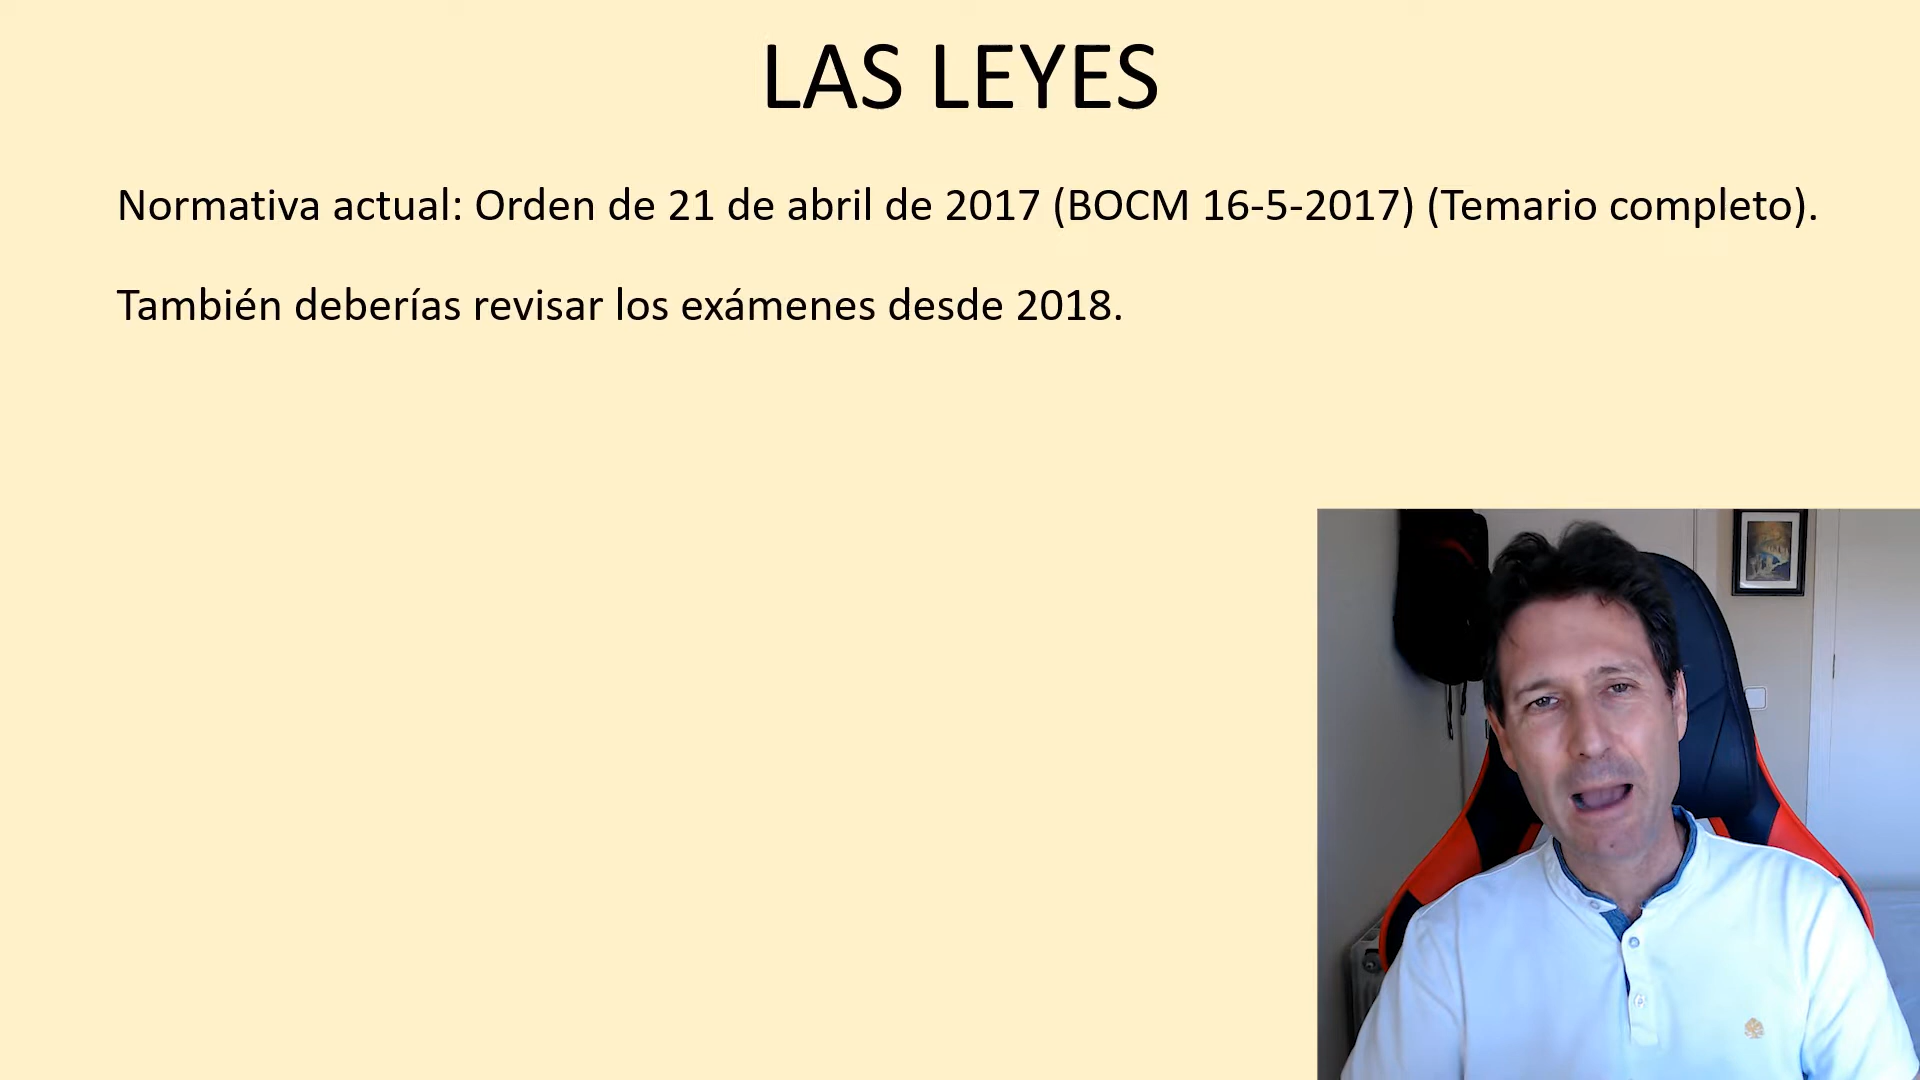 LAS LEYES
Normativa actual: Orden de 21 de abril de 2017 (BOCM 16-5-2017) (Temario completo).
También deberías revisar los exámenes desde 2018.